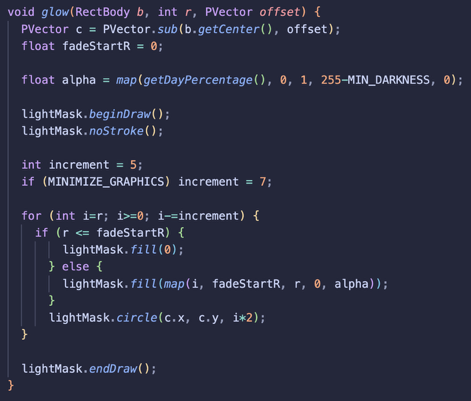 void glow(RectBody b, int r, PVector offset) {
  PVector c = PVector.sub(b.getCenter(), offset);
  float fadeStartR = 0;

  float alpha = map(getDayPercentage(), 0, 1, 255-MIN_DARKNESS, 0);

  lightMask.beginDraw();
  lightMask.noStroke();

  int increment = 5;
  if (MINIMIZE_GRAPHICS) increment = 7;

  for (int i=r; i>=0; i-=increment) {
    if (r <= fadeStartR) {
        lightMask.fill(0);
      } else {
        lightMask.fill(map(i, fadeStartR, r, 0, alpha));
      }
      lightMask.circle(c.x, c.y, i*2);
  }

  lightMask.endDraw();
}